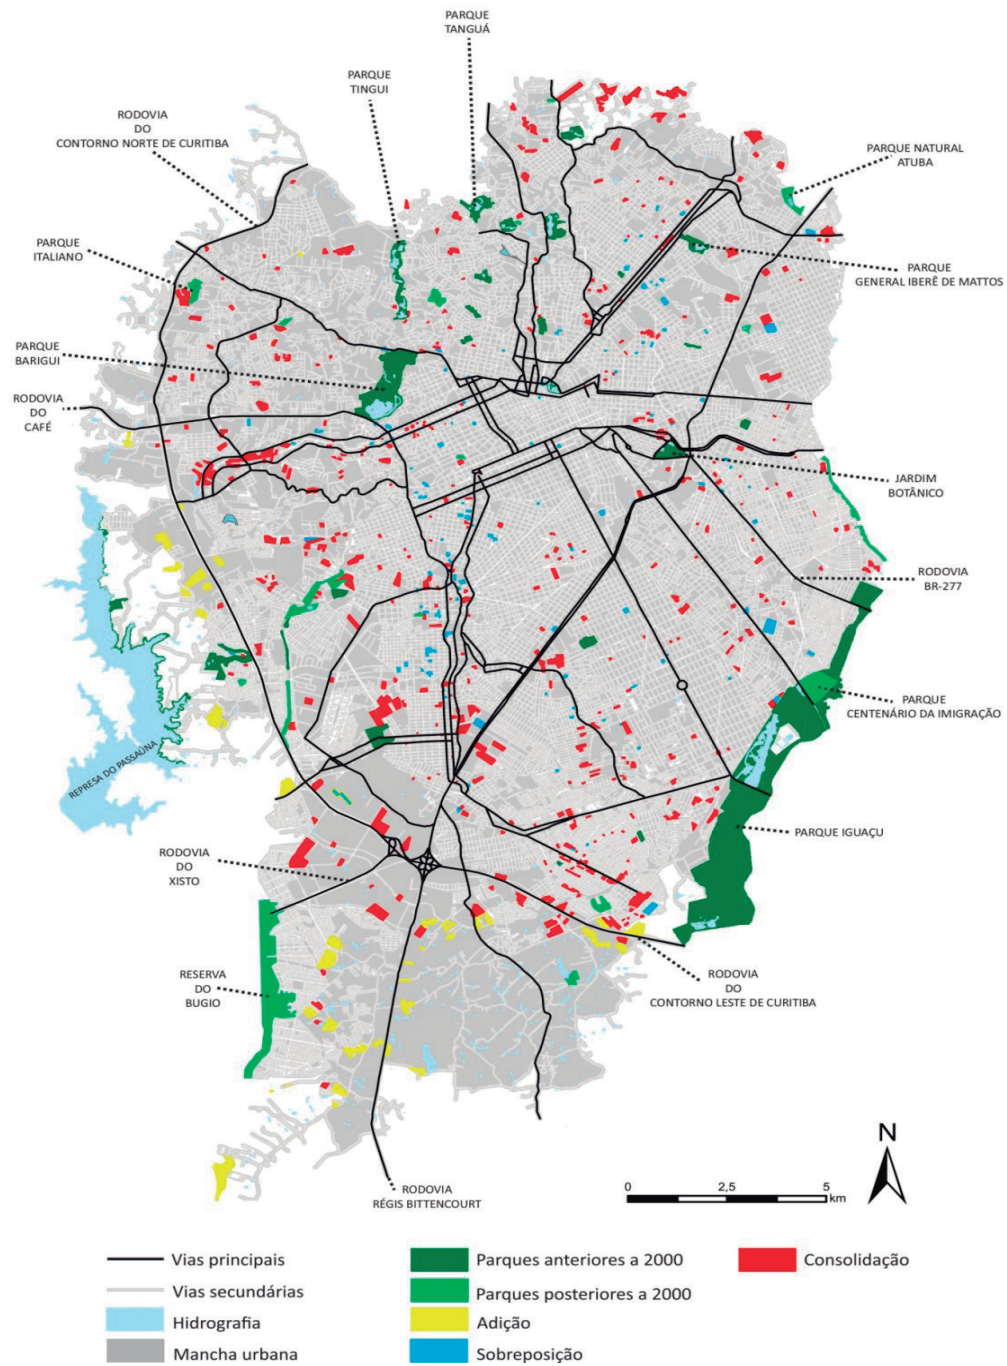 PARQUE
TANGUÁ
PARQUE
TINGUI
RODOVIA
DO
CONTORNO NORTE DE CURITIBA
PARQUE NATURAL
ATUBA
PARQUE
ITALIANO
PARQUE
GENERAL IBERÊ DE MATTOS
PARQUE
BARIGUI
RODOVIA
DO
CAFÉ
JARDIM
BOTÂNICO
RODOVIA
BR-277
PARQUE
CENTENÁRIO DA IMIGRAÇÃO
REPRESA DO PASSAÚNA
PARQUE IGUAÇU
RODOVIA
DO
XISTO
RESERVA
DO
BUGIO
RODOVIA
DO
CONTORNO LESTE DE CURITIBA
N
RODOVIA
RÉGIS BITTENCOURT
0 2,5 5
km
Vias principais
Vias secundárias
Hidrografia
Mancha urbana
Parques anteriores a 2000
Parques posteriores a 2000
Adição
Sobreposição
Consolidação